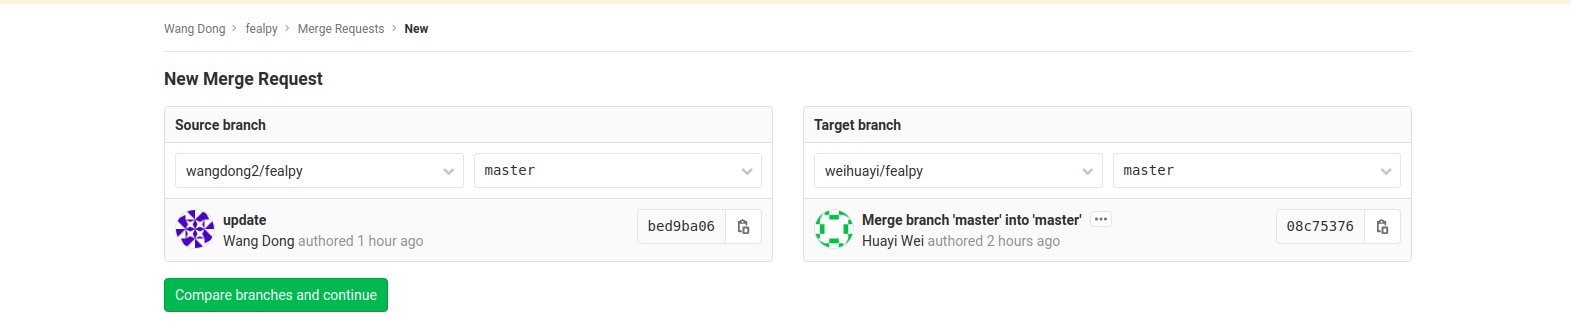 Wang Dong > fealpy > Merge Requests > New
New Merge Request
Source branch
wangdong2/fealpy master
update
Wang Dong authored 1 hour ago
bed9ba06
Target branch
weihuayi/fealpy master
Merge branch 'master' into 'master' ···
Huayi Wei authored 2 hours ago
08c75376
Compare branches and continue